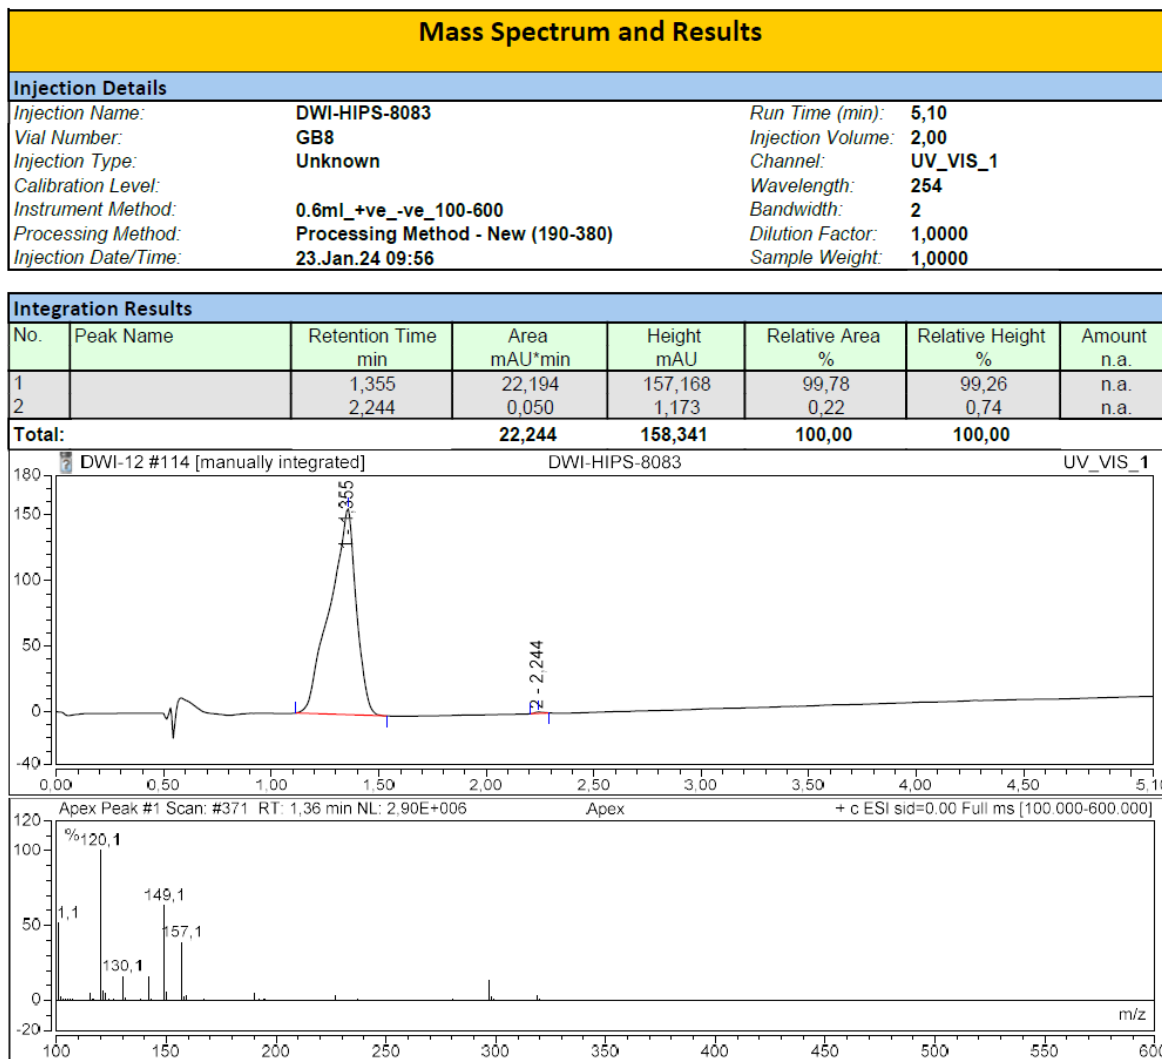 Mass Spectrum and Results
Injection Details
Injection Name: DWI-HIPS-8083 Run Time (min): 5,10
Vial Number: GB8 Injection Volume: 2,00
Injection Type: Unknown Channel: UV_VIS_1
Calibration Level: Wavelength: 254
Instrument Method: 0.6ml_+ve_-ve_100-600 Bandwidth: 2
Processing Method: Processing Method - New (190-380) Dilution Factor: 1,0000
Injection Date/Time: 23.Jan.24 09:56 Sample Weight: 1,0000
Integration Results
No. Peak Name Retention Time Area Height Relative Area Relative Height Amount
min mAU*min mAU % % n.a.
1 1,355 22,194 157,168 99,78 99,26 n.a.
2 2,244 0,050 1,173 0,22 0,74 n.a.
Total: 22,244 158,341 100,00 100,00
DWI-12 #114 [manually integrated] DWI-HIPS-8083 UV_VIS_1
180
150
100
50
0
-40
1 - 1,355
2 - 2,244
0,00 0,50 1,00 1,50 2,00 2,50 3,00 3,50 4,00 4,50 5,10
Apex Peak #1 Scan: #371 RT: 1,36 min NL: 2,90E+006 Apex + c ESI sid=0.00 Full ms [100.000-600.000]
120
100
50
0
-20
%
120,1
149,1
1,1
157,1
130,1
m/z
100 150 200 250 300 350 400 450 500 550 600